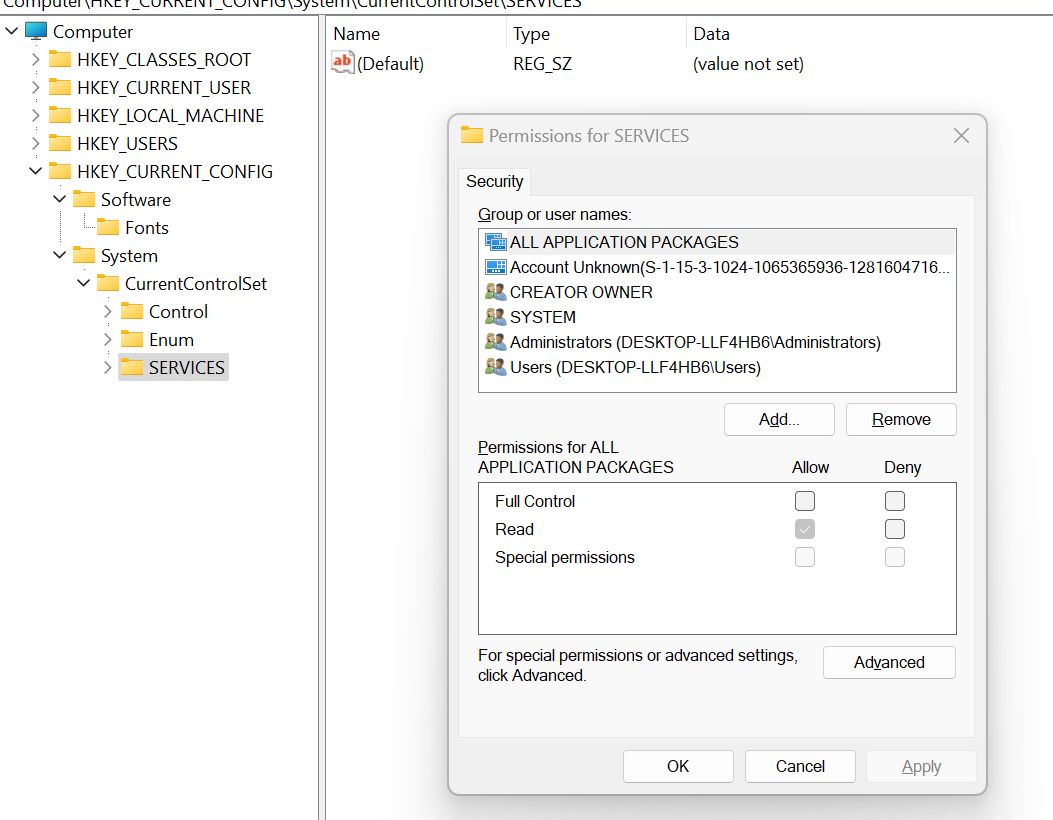 Computer\HKEY_CURRENT_CONFIG\System\CurrentControlSet\SERVICES
Computer
HKEY_CLASSES_ROOT
HKEY_CURRENT_USER
HKEY_LOCAL_MACHINE
HKEY_USERS
HKEY_CURRENT_CONFIG
Software
Fonts
System
CurrentControlSet
Control
Enum
SERVICES
Name Type Data
ab (Default) REG_SZ (value not set)
Permissions for SERVICES
Security
Group or user names:
ALL APPLICATION PACKAGES
Account Unknown(S-1-15-3-1024-1065365936-1281604716...
CREATOR OWNER
SYSTEM
Administrators (DESKTOP-LLF4HB6\Administrators)
Users (DESKTOP-LLF4HB6\Users)
Add... Remove
Permissions for ALL
APPLICATION PACKAGES Allow Deny
Full Control
Read
Special permissions
For special permissions or advanced settings,
click Advanced.
Advanced
OK Cancel Apply